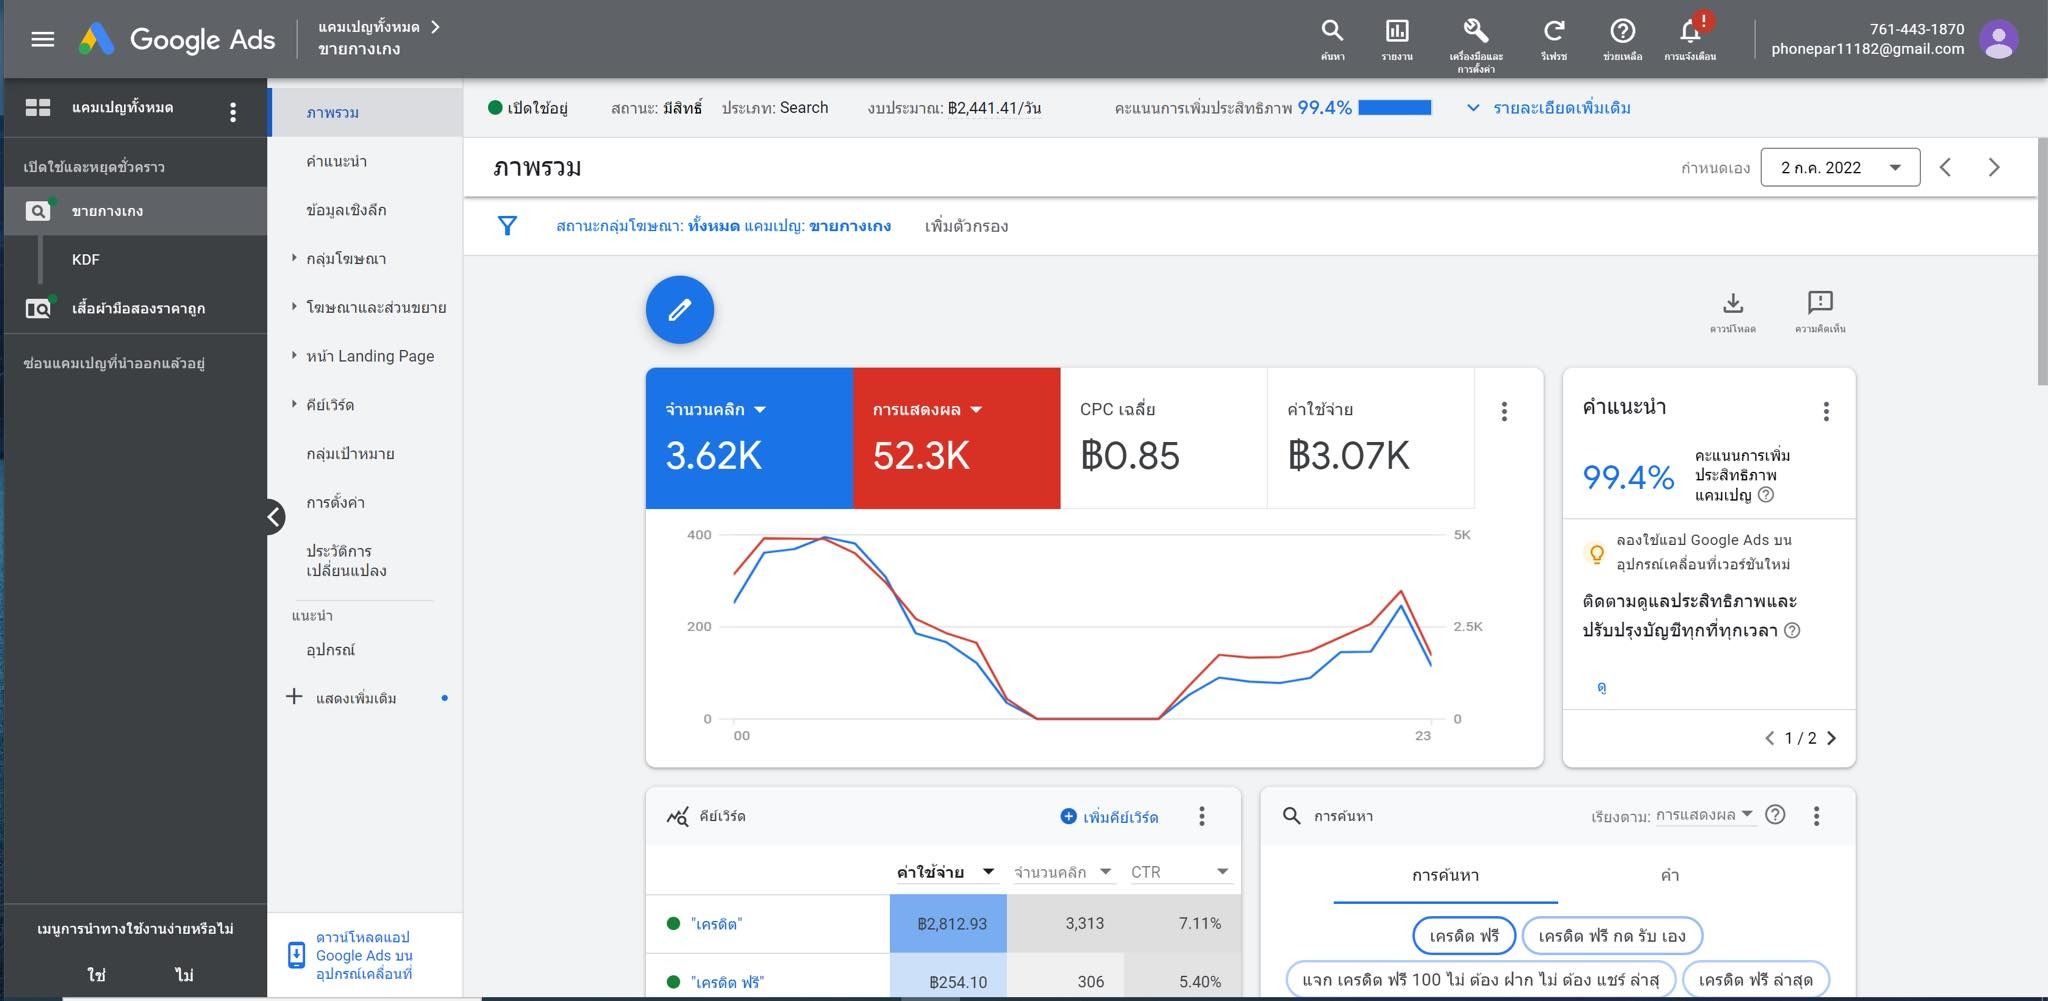 Google Ads
แคมเปญทั้งหมด
ขายกางเกง
ค้นหา
รายงาน
เครื่องมือและ
การตั้งค่า
รีเฟรช
ช่วยเหลือ
การแจ้งเตือน
761-443-1870
phonepar11182@gmail.com
แคมเปญทั้งหมด
เปิดใช้และหยุดชั่วคราว
ขายกางเกง
KDF
เสื้อผ้ามือสองราคาถูก
ซ่อนแคมเปญที่นำออกแล้วอยู่
เมนูการนำทางใช้งานง่ายหรือไม่
ใช่ ไม่
ภาพรวม
คำแนะนำ
ข้อมูลเชิงลึก
กลุ่มโฆษณา
โฆษณาและส่วนขยาย
หน้า Landing Page
คีย์เวิร์ด
กลุ่มเป้าหมาย
การตั้งค่า
ประวัติการ
เปลี่ยนแปลง
แนะนำ
อุปกรณ์
แสดงเพิ่มเติม
ดาวน์โหลดแอป
Google Ads บน
อุปกรณ์เคลื่อนที่
เปิดใช้อยู่ สถานะ: มีสิทธิ์ ประเภท: Search งบประมาณ: ฿2,441.41/วัน คะแนนการเพิ่มประสิทธิภาพ 99.4% รายละเอียดเพิ่มเติม
ภาพรวม
กำหนดเอง 2 ก.ค. 2022
สถานะกลุ่มโฆษณา: ทั้งหมด แคมเปญ: ขายกางเกง เพิ่มตัวกรอง
ดาวน์โหลด
ความคิดเห็น
จำนวนคลิก การแสดงผล CPC เฉลี่ย ค่าใช้จ่าย
3.62K 52.3K ฿0.85 ฿3.07K
400 5K
200 2.5K
0 0
00 23
คำแนะนำ
99.4%
คะแนนการเพิ่ม
ประสิทธิภาพ
แคมเปญ
ลองใช้แอป Google Ads บน
อุปกรณ์เคลื่อนที่เวอร์ชันใหม่
ติดตามดูแลประสิทธิภาพและ
ปรับปรุงบัญชีทุกที่ทุกเวลา
ดู
1 / 2
คีย์เวิร์ด เพิ่มคีย์เวิร์ด
ค่าใช้จ่าย จำนวนคลิก CTR
"เครดิต" ฿2,812.93 3,313 7.11%
"เครดิต ฟรี" ฿254.10 306 5.40%
การค้นหา เรียงตาม: การแสดงผล
การค้นหา คำ
เครดิต ฟรี เครดิต ฟรี กด รับ เอง
แจก เครดิต ฟรี 100 ไม่ ต้อง ฝาก ไม่ ต้อง แชร์ ล่าสุ เครดิต ฟรี ล่าสุด